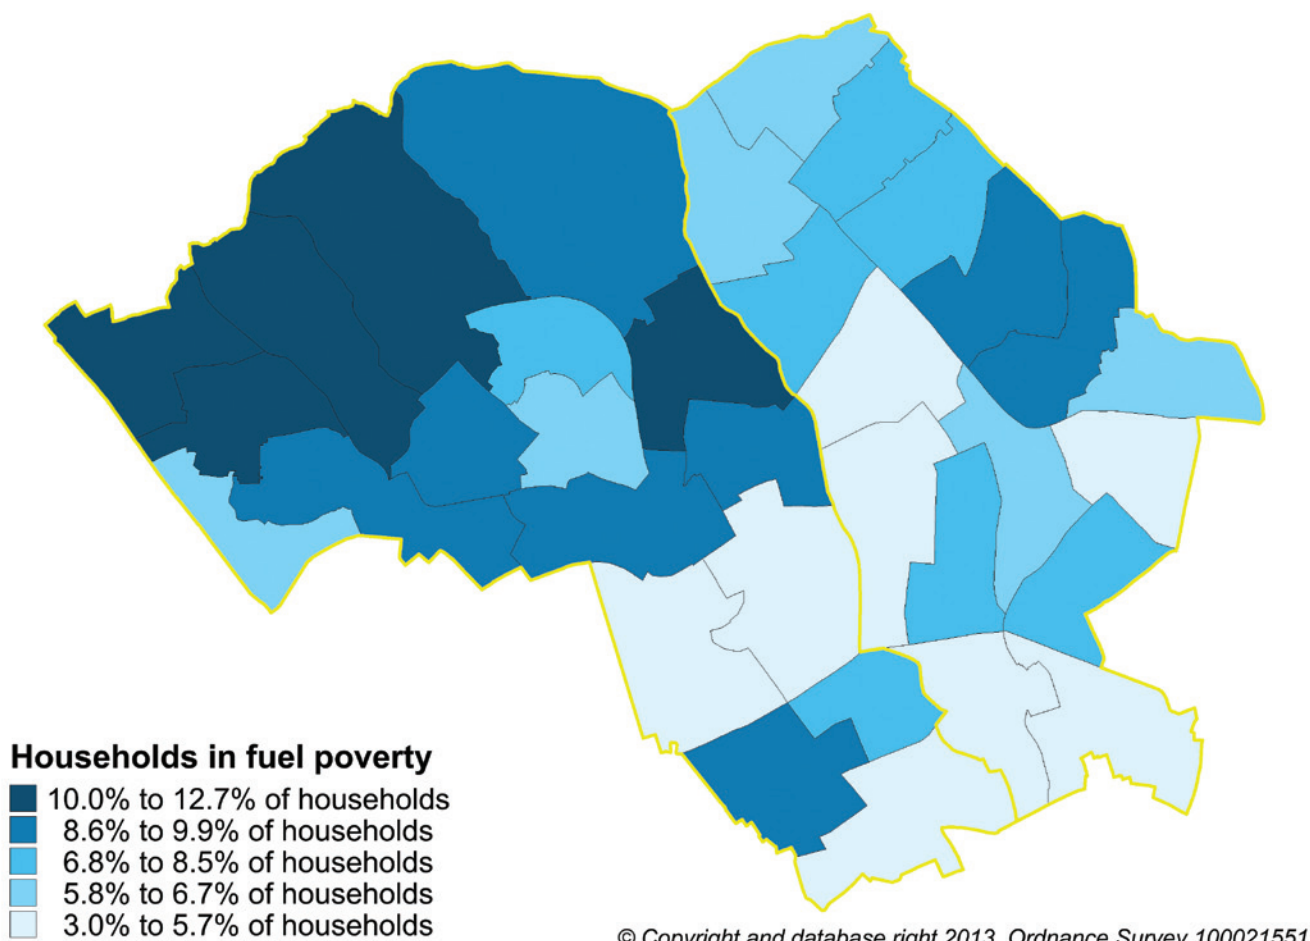 Households in fuel poverty
10.0% to 12.7% of households
8.6% to 9.9% of households
6.8% to 8.5% of households
5.8% to 6.7% of households
3.0% to 5.7% of households
© Copyright and database right 2013. Ordnance Survey 100021551